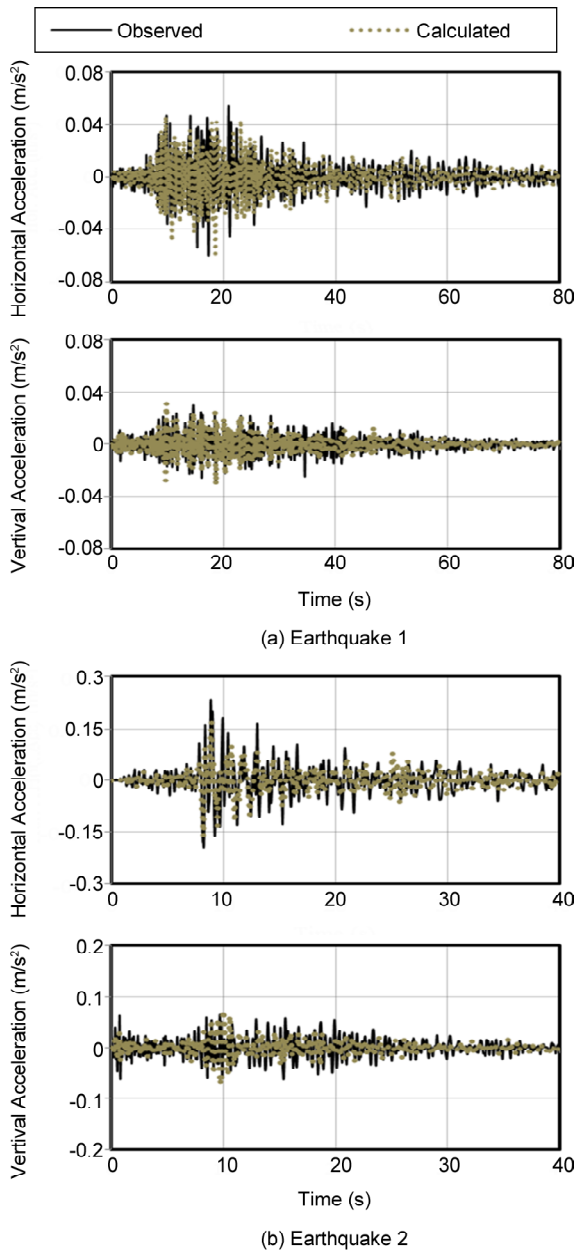 Observed Calculated
Horizontal Acceleration (m/s²)
0.08
0.04
0
-0.04
-0.08
0 20 40 60 80
Vertival Acceleration (m/s²)
0.08
0.04
0
-0.04
-0.08
0 20 40 60 80
Time (s)
(a) Earthquake 1
Horizontal Acceleration (m/s²)
0.3
0.15
0
-0.15
-0.3
0 10 20 30 40
Vertival Acceleration (m/s²)
0.2
0.1
0
-0.1
-0.2
0 10 20 30 40
Time (s)
(b) Earthquake 2